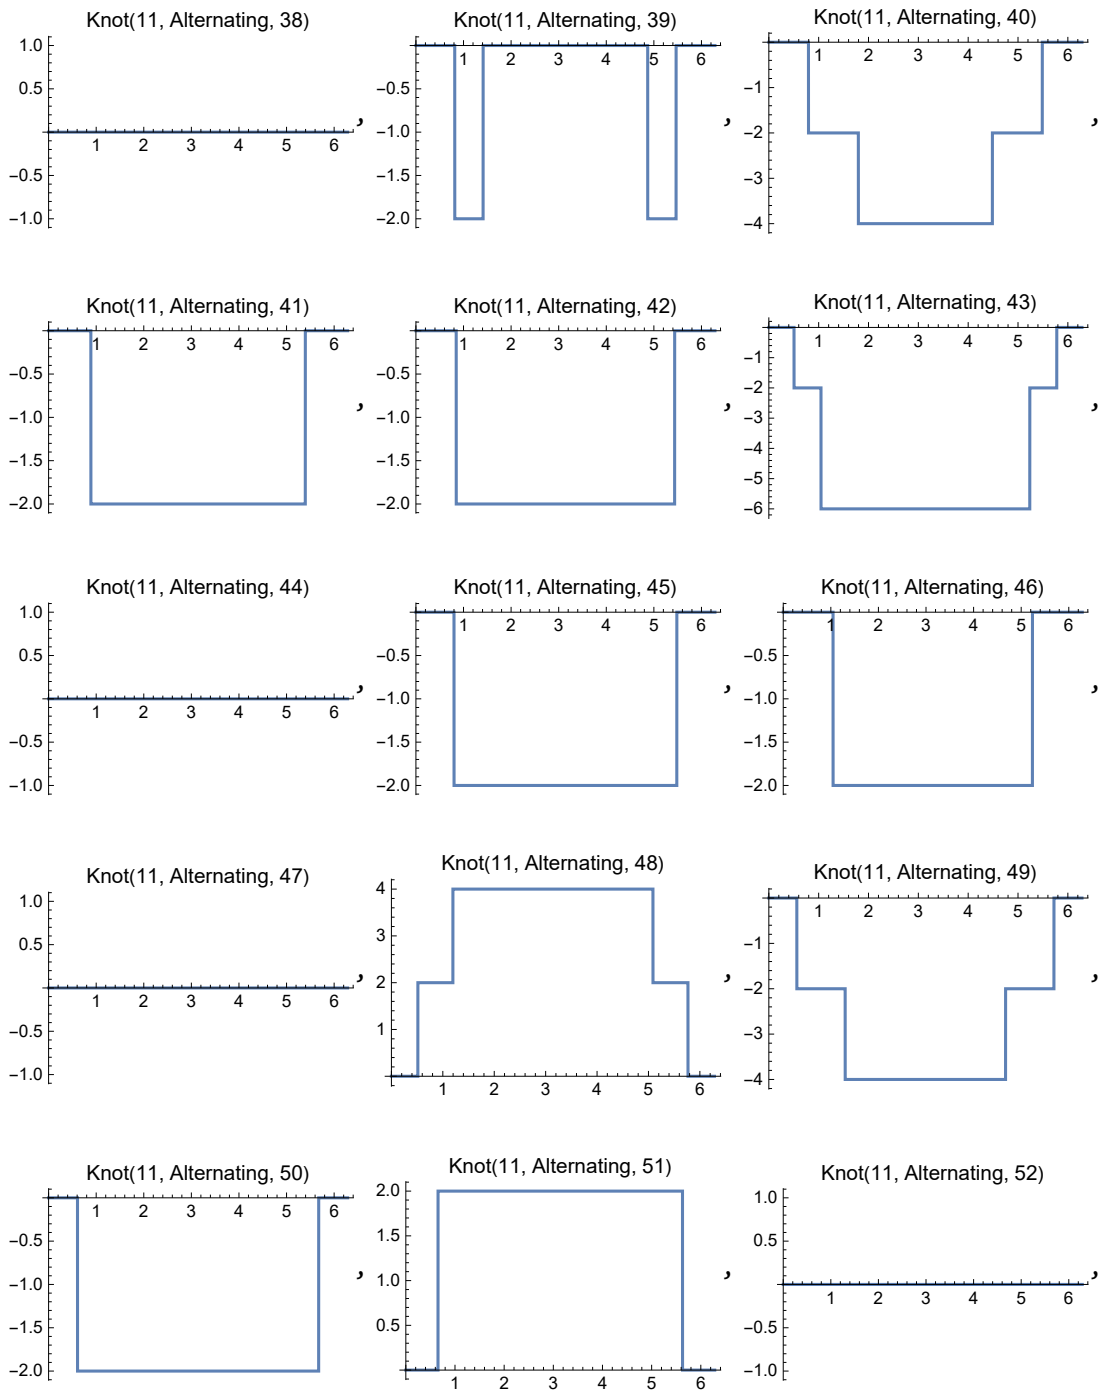 Knot(11, Alternating, 38)
1.0
0.5
1 2 3 4 5 6
−0.5
−1.0
,
Knot(11, Alternating, 39)
1 2 3 4 5 6
−0.5
−1.0
−1.5
−2.0
,
Knot(11, Alternating, 40)
1 2 3 4 5 6
−1
−2
−3
−4
,
Knot(11, Alternating, 41)
1 2 3 4 5 6
−0.5
−1.0
−1.5
−2.0
,
Knot(11, Alternating, 42)
1 2 3 4 5 6
−0.5
−1.0
−1.5
−2.0
,
Knot(11, Alternating, 43)
1 2 3 4 5 6
−1
−2
−3
−4
−5
−6
,
Knot(11, Alternating, 44)
1.0
0.5
1 2 3 4 5 6
−0.5
−1.0
,
Knot(11, Alternating, 45)
1 2 3 4 5 6
−0.5
−1.0
−1.5
−2.0
,
Knot(11, Alternating, 46)
1 2 3 4 5 6
−0.5
−1.0
−1.5
−2.0
,
Knot(11, Alternating, 47)
1.0
0.5
1 2 3 4 5 6
−0.5
−1.0
,
Knot(11, Alternating, 48)
4
3
2
1
1 2 3 4 5 6
,
Knot(11, Alternating, 49)
1 2 3 4 5 6
−1
−2
−3
−4
,
Knot(11, Alternating, 50)
1 2 3 4 5 6
−0.5
−1.0
−1.5
−2.0
,
Knot(11, Alternating, 51)
2.0
1.5
1.0
0.5
1 2 3 4 5 6
,
Knot(11, Alternating, 52)
1.0
0.5
1 2 3 4 5 6
−0.5
−1.0
,